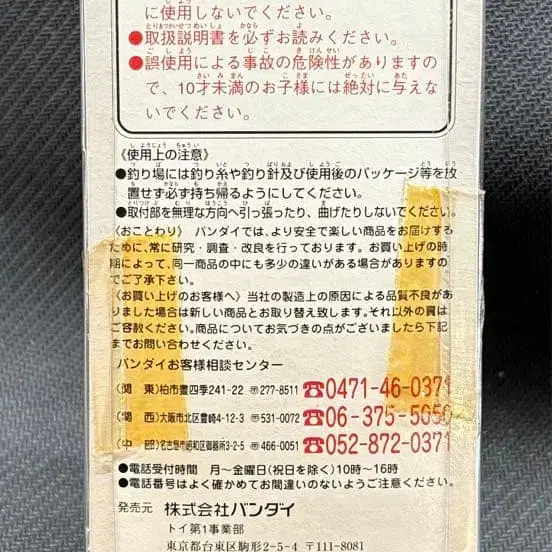 に使用しないでください。
●取扱説明書を必ずお読みください。
●誤使用による事故の危険性がありますの
で、10才未満のお子様には絶対に与えな
いでください。
《使用上の注意》
●釣り場には釣り糸や釣り針及び使用後のパッケージ等を放
置せず必ず持ち帰るようにしてください。
●取付部を無理な方向へ引っ張ったり、曲げたりしないでください。
〈おことわり〉 バンダイでは、より安全で楽しい商品をお届けする
ために、常に研究・調査・改良を行っております。お買い上げの時
期によって、同一商品の中にも多少の違いがある場合がありますの
でご了承下さい。
〈お買い上げのお客様へ〉当社の製造上の原因による品質不良があ
りました場合は新しい商品とお取り替え致します。それ以外の責は
ご容赦ください。商品についてお気づきの点がございましたら下記
までお問い合わせください。
バンダイお客様相談センター
(関 東)柏市豊四季241-22 〒277-8511 ☎0471-46-0371
(関 西)大阪市北区豊崎4-12-3 〒531-0072 ☎06-375-5050
(中 部)名古屋市昭和区御器所3-2-5 〒466-0051 ☎052-872-0371
●電話受付時間 月〜金曜日(祝日を除く)10時〜16時
●電話番号はよく確かめてお間違いのないようご注意ください。
発売元 株式会社バンダイ
トイ第1事業部
東京都台東区駒形2-5-4 〒111-8081